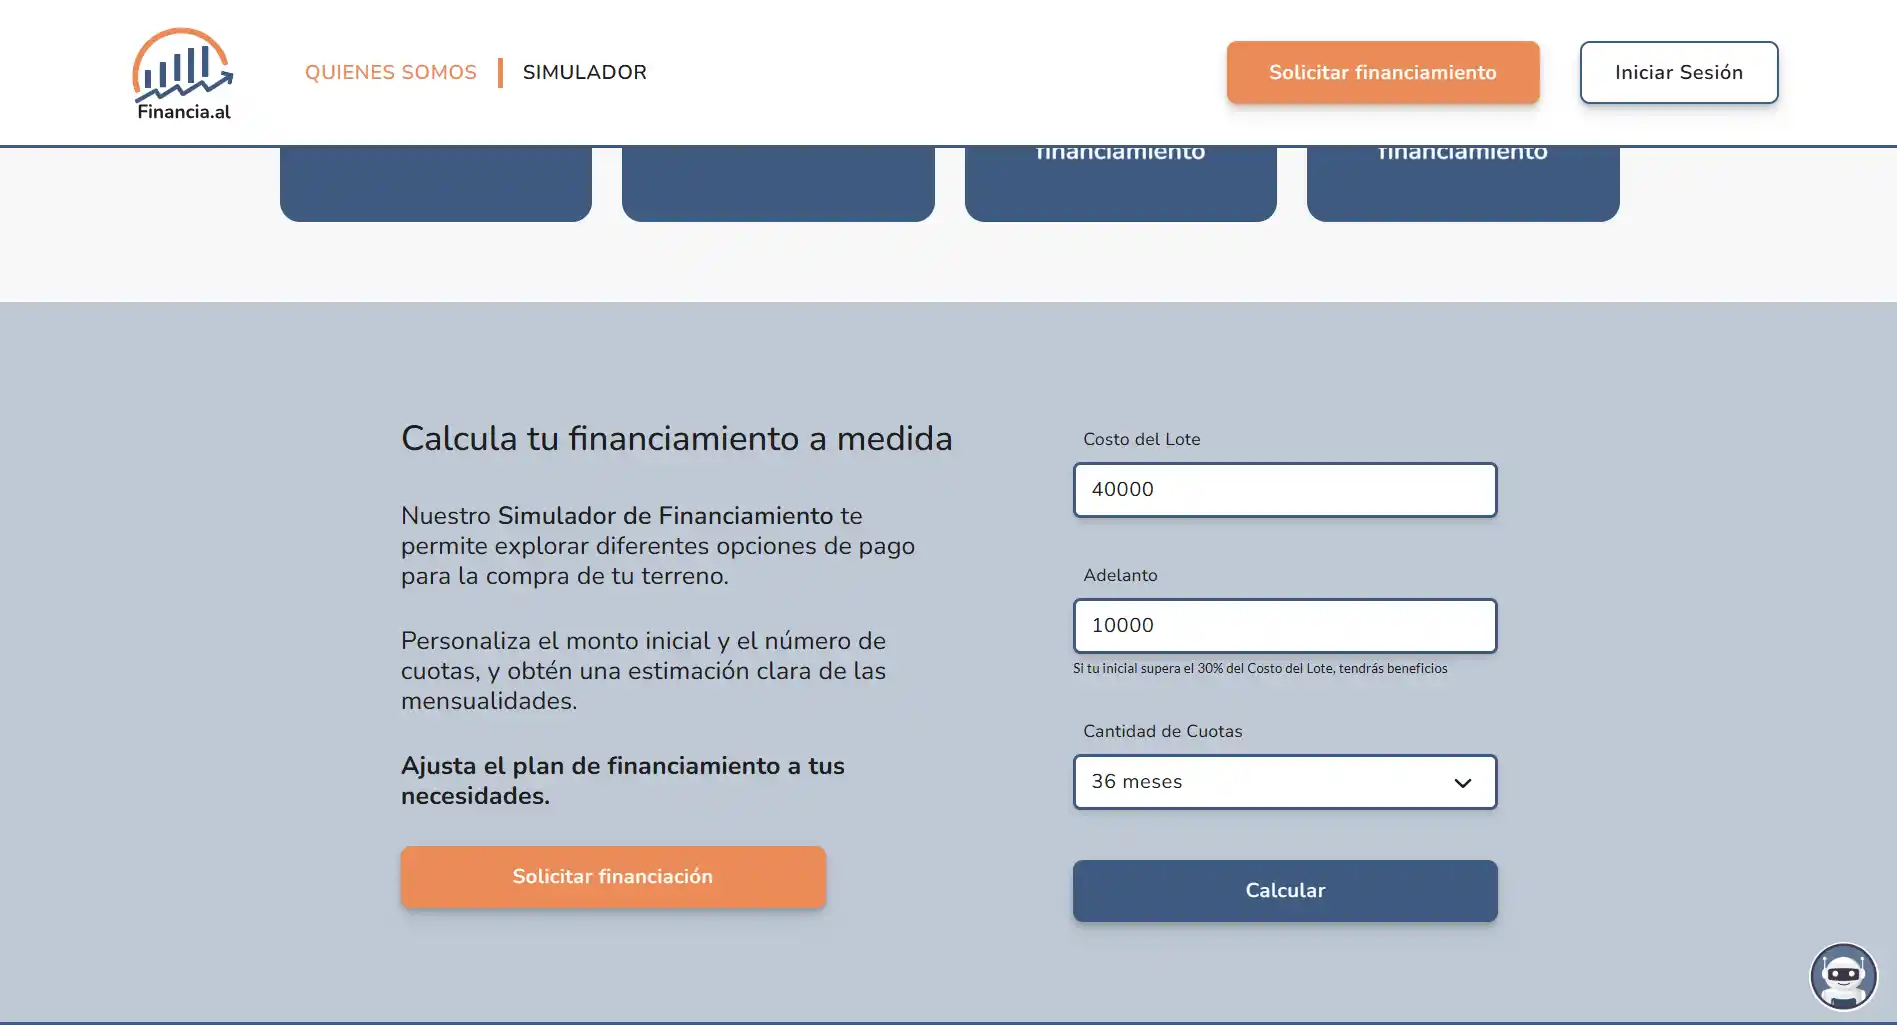 Financia.al
QUIENES SOMOS
SIMULADOR
Solicitar financiamiento
Iniciar Sesión
financiamiento
financiamiento
Calcula tu financiamiento a medida
Nuestro Simulador de Financiamiento te
permite explorar diferentes opciones de pago
para la compra de tu terreno.
Personaliza el monto inicial y el número de
cuotas, y obtén una estimación clara de las
mensualidades.
Ajusta el plan de financiamiento a tus
necesidades.
Solicitar financiación
Costo del Lote
40000
Adelanto
10000
Si tu inicial supera el 30% del Costo del Lote, tendrás beneficios
Cantidad de Cuotas
36 meses
Calcular